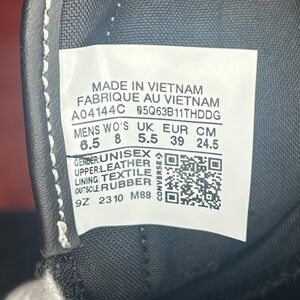 MADE IN VIETNAM
FABRIQUE AU VIETNAM
A04144C 05Q63B11THDDG
MENS WO'S UK EUR CM
6.5 8 5.5 39 24.5
GENDER:UNISEX
UPPER:LEATHER
LINING:TEXTILE
OUTSOLE:RUBBER
9Z 2310 M88
CONVERSE